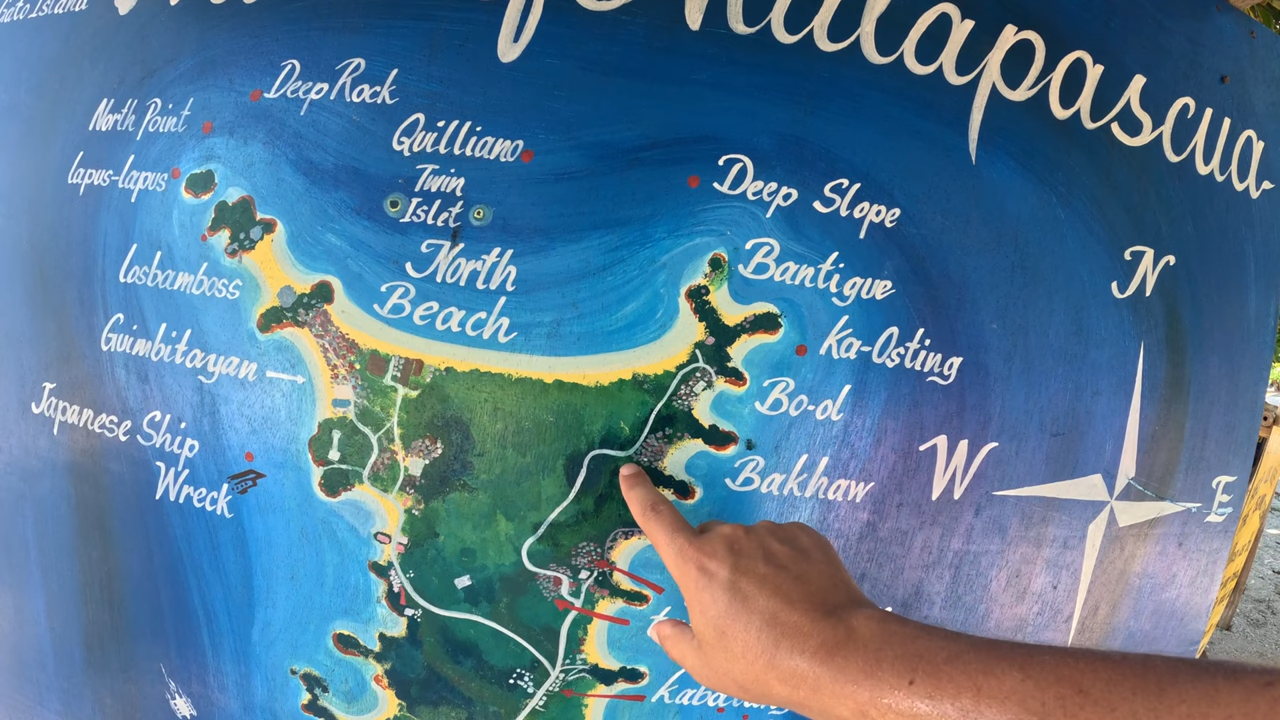 Gato Island
Malapascua
Deep Rock
North Point
Quilliano
lapus-lapus
Twin
Islet
Deep Slope
North
Beach
Bantigue
N
Losbamboss
Guimbitayan
Ka-Osting
Japanese Ship
Wreck
Bo-ol
Bakhaw
W
E